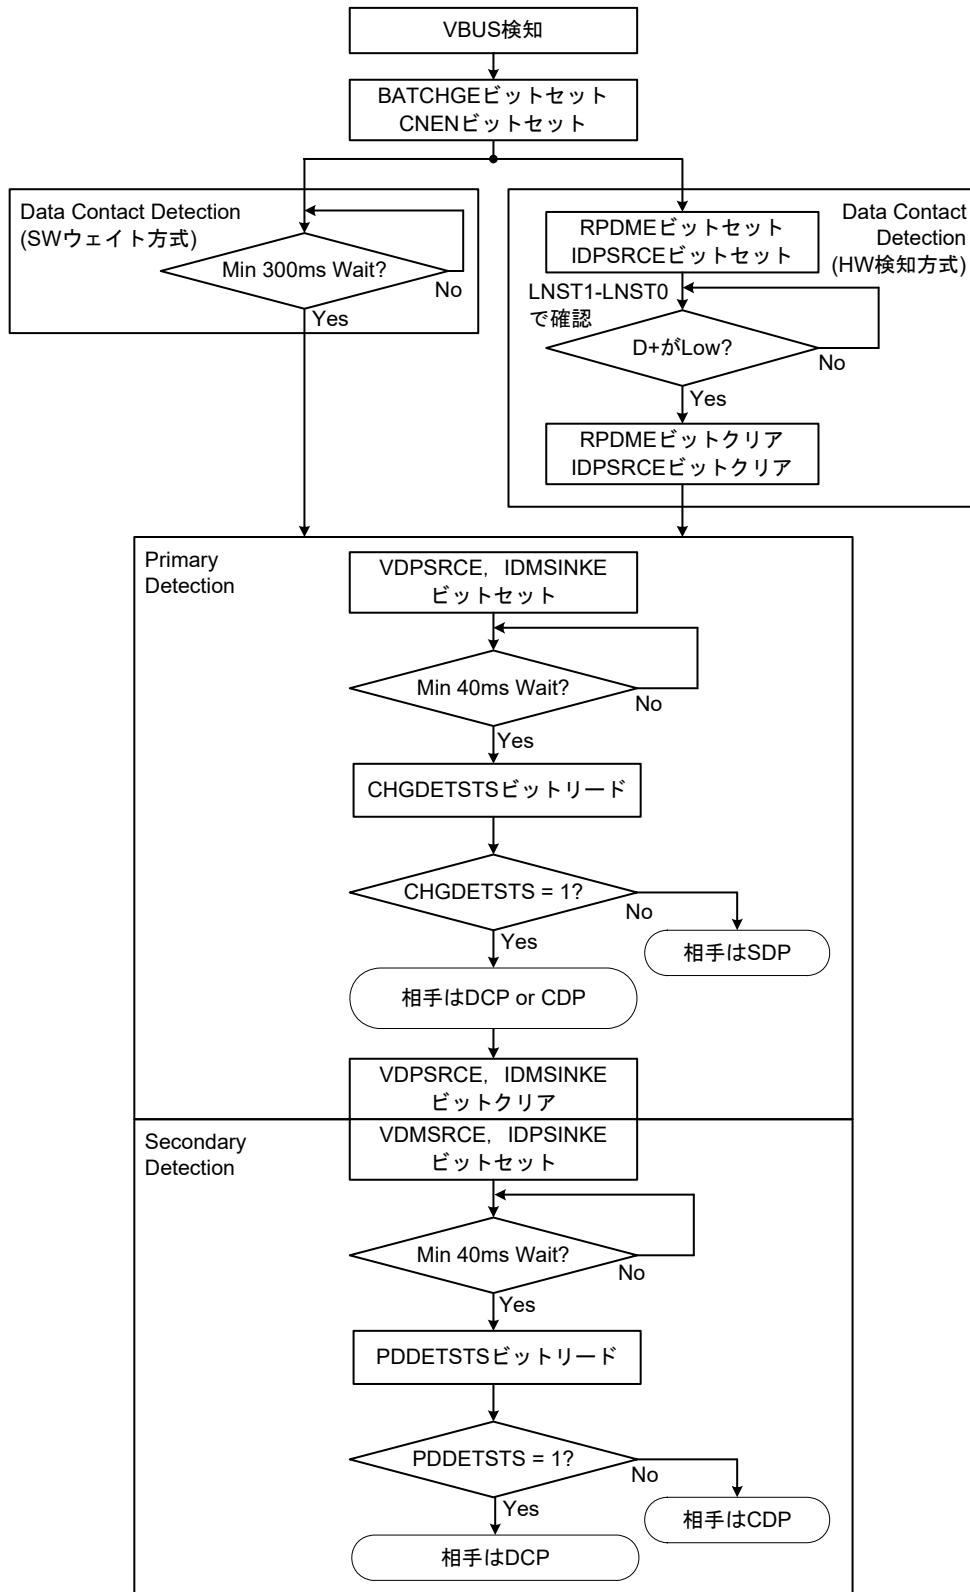 VBUS検知
BATCHGEビットセット
CNENビットセット
Data Contact Detection
(SWウェイト方式)
Min 300ms Wait?
No
Yes
Data Contact
Detection
(HW検知方式)
RPDMEビットセット
IDPSRCEビットセット
LNST1-LNST0
で確認
D+がLow?
No
Yes
RPDMEビットクリア
IDPSRCEビットクリア
Primary
Detection
VDPSRCE, IDMSINKE
ビットセット
Min 40ms Wait?
No
Yes
CHGDETSTSビットリード
CHGDETSTS = 1?
No
Yes
相手はSDP
相手はDCP or CDP
VDPSRCE, IDMSINKE
ビットクリア
Secondary
Detection
VDMSRCE, IDPSINKE
ビットセット
Min 40ms Wait?
No
Yes
PDDETSTSビットリード
PDDETSTS = 1?
No
Yes
相手はCDP
相手はDCP